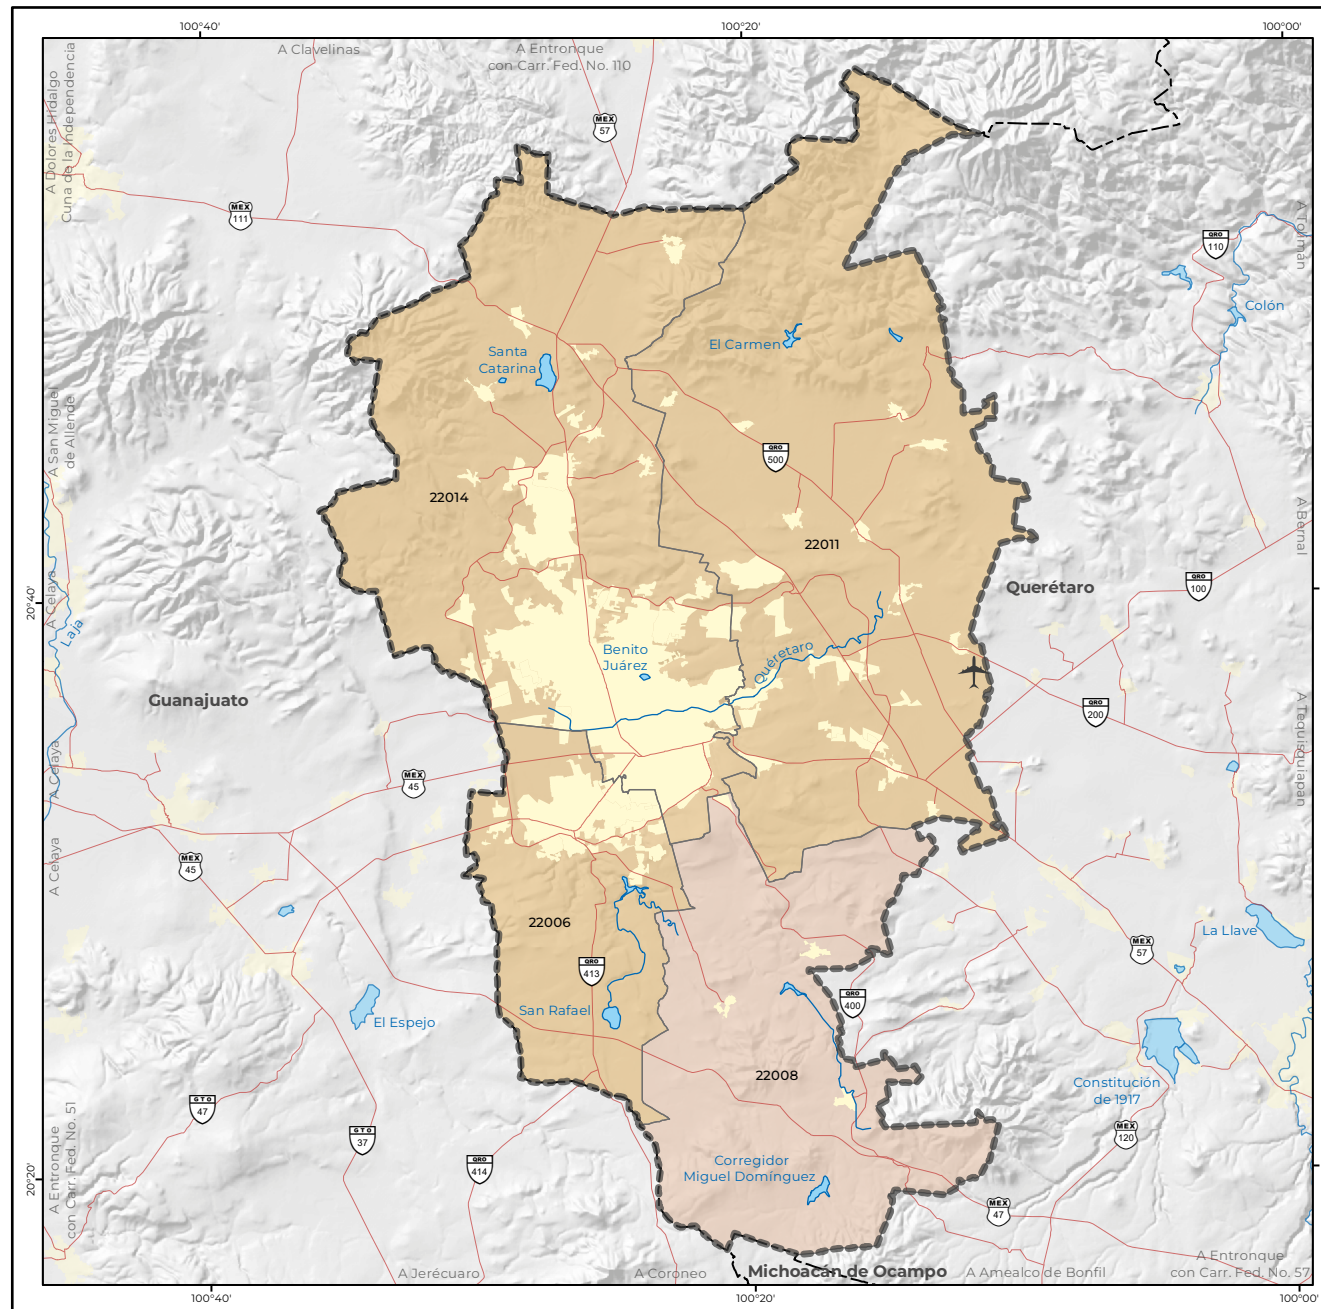 100°40'
100°20'
100°00'
A Clavelinas
A Entronque
con Carr. Fed. No. 110
A Dolores Hidalgo
Cuna de la Independencia
MEX
57
MEX
111
QRO
110
A Tolimán
Colón
El Carmen
Santa
Catarina
A San Miguel
de Allende
QRO
500
22014
22011
A Bernal
Querétaro
QRO
100
20°40'
A Celaya
Laja
Benito
Juárez
Quéretaro
Guanajuato
QRO
200
A Tequisquiapan
A Celaya
MEX
45
MEX
45
A Celaya
22006
La Llave
MEX
57
QRO
413
QRO
400
San Rafael
El Espejo
22008
Constitución
de 1917
GTO
47
GTO
37
MEX
120
QRO
414
Corregidor
Miguel Domínguez
20°20'
A Entronque
con Carr. Fed. No. 51
MEX
47
A Entronque
con Carr. Fed. No. 57
A Jerécuaro
A Coroneo
Michoacán de Ocampo
A Amealco de Bonfil
100°40'
100°20'
100°00'